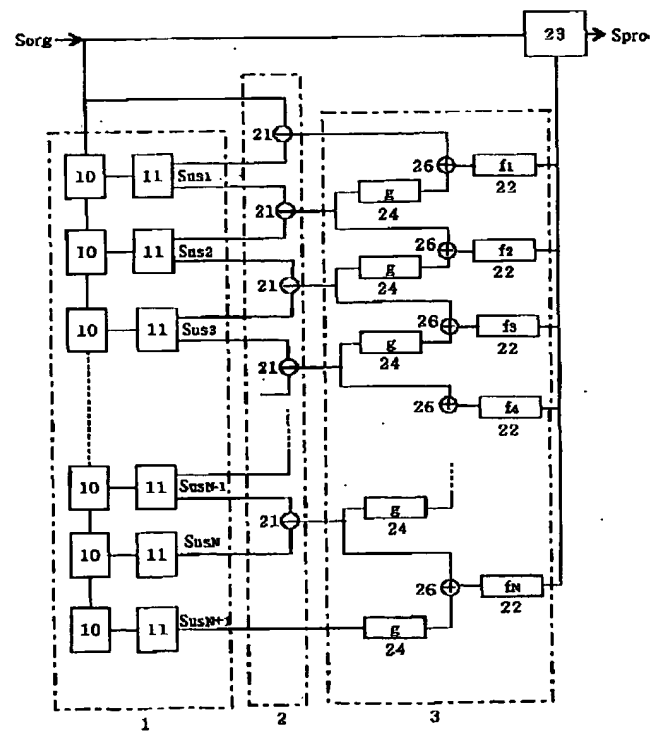 Sorg 23 Spro
21
10 11 Sus1 26 f1
22
g
24
21
10 11 Sus2 26 f2
22
g
24
21
10 11 Sus3 26 f3
22
g
24
21
26 f4
22
10 11 SusN-1
g
24
21
10 11 SusN
26 fN
22
10 11 SusN+1 g
24
1 2 3